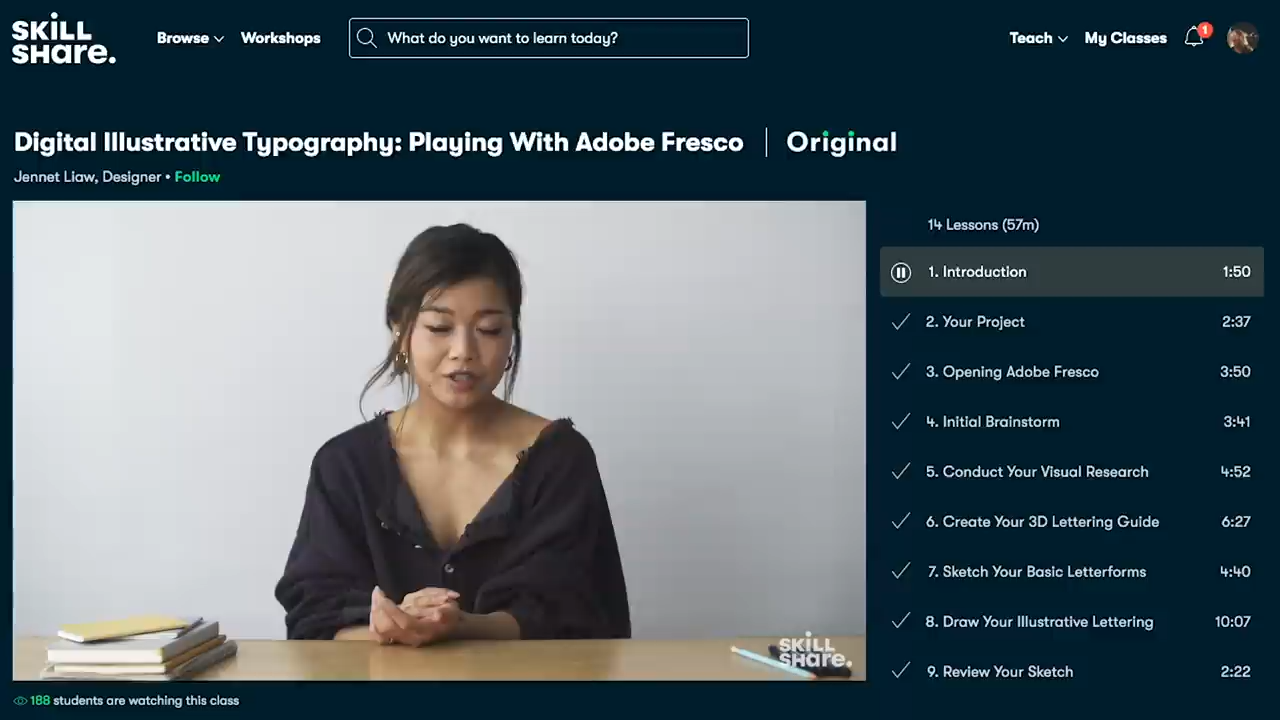 SKILL
SHARE.
Browse
Workshops
What do you want to learn today?
Teach
My Classes
1
Digital Illustrative Typography: Playing With Adobe Fresco | Original
Jennet Liaw, Designer • Follow
14 Lessons (57m)
1. Introduction 1:50
2. Your Project 2:37
3. Opening Adobe Fresco 3:50
4. Initial Brainstorm 3:41
5. Conduct Your Visual Research 4:52
6. Create Your 3D Lettering Guide 6:27
7. Sketch Your Basic Letterforms 4:40
8. Draw Your Illustrative Lettering 10:07
9. Review Your Sketch 2:22
SKILL
SHARE.
188 students are watching this class